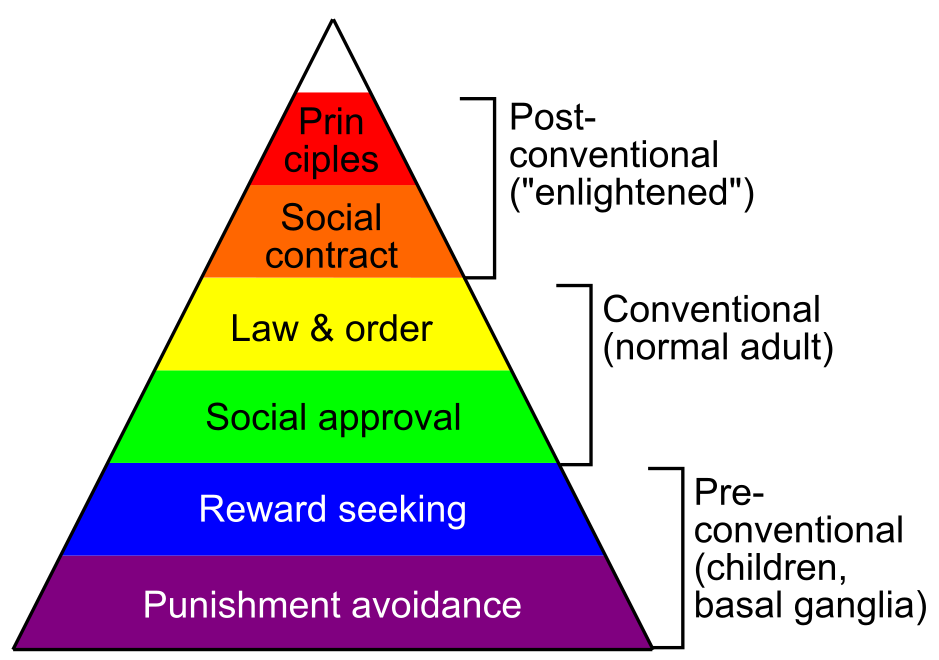 Prin
ciples
Social
contract
Law & order
Social approval
Reward seeking
Punishment avoidance
Post-
conventional
("enlightened")
Conventional
(normal adult)
Pre-
conventional
(children,
basal ganglia)